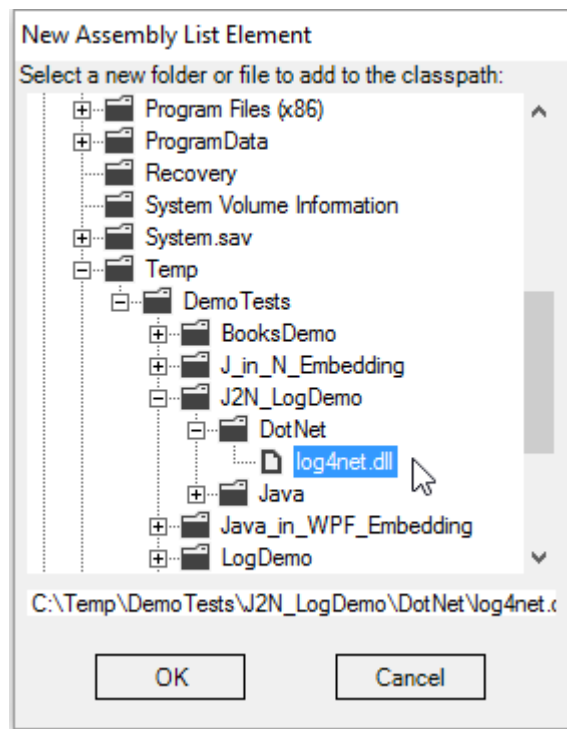 New Assembly List Element
Select a new folder or file to add to the classpath:
Program Files (x86)
ProgramData
Recovery
System Volume Information
System.sav
Temp
DemoTests
BooksDemo
J_in_N_Embedding
J2N_LogDemo
DotNet
log4net.dll
Java
Java_in_WPF_Embedding
LogDemo
C:\Temp\DemoTests\J2N_LogDemo\DotNet\log4net.d
OK Cancel